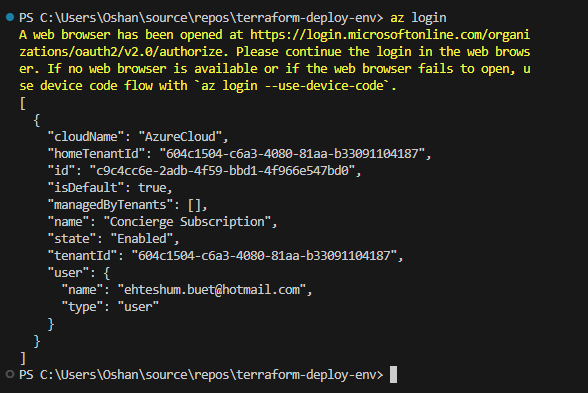 PS C:\Users\Oshan\source\repos\terraform-deploy-env> az login
A web browser has been opened at https://login.microsoftonline.com/organi
zations/oauth2/v2.0/authorize. Please continue the login in the web brows
er. If no web browser is available or if the web browser fails to open, u
se device code flow with `az login --use-device-code`.
[
  {
    "cloudName": "AzureCloud",
    "homeTenantId": "604c1504-c6a3-4080-81aa-b33091104187",
    "id": "c9c4cc6e-2adb-4f59-bbd1-4f966e547bd0",
    "isDefault": true,
    "managedByTenants": [],
    "name": "Concierge Subscription",
    "state": "Enabled",
    "tenantId": "604c1504-c6a3-4080-81aa-b33091104187",
    "user": {
      "name": "ehteshum.buet@hotmail.com",
      "type": "user"
    }
  }
]
PS C:\Users\Oshan\source\repos\terraform-deploy-env>